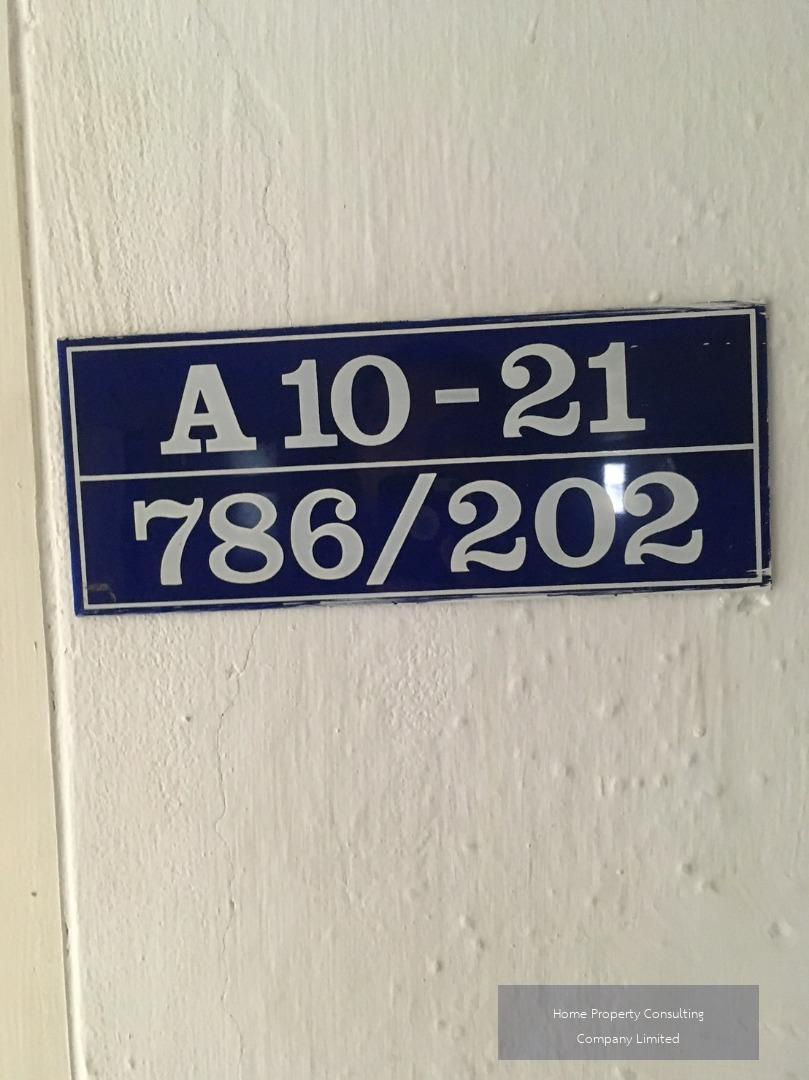 A 10 - 21
786/202
Home Property Consulting
Company Limited